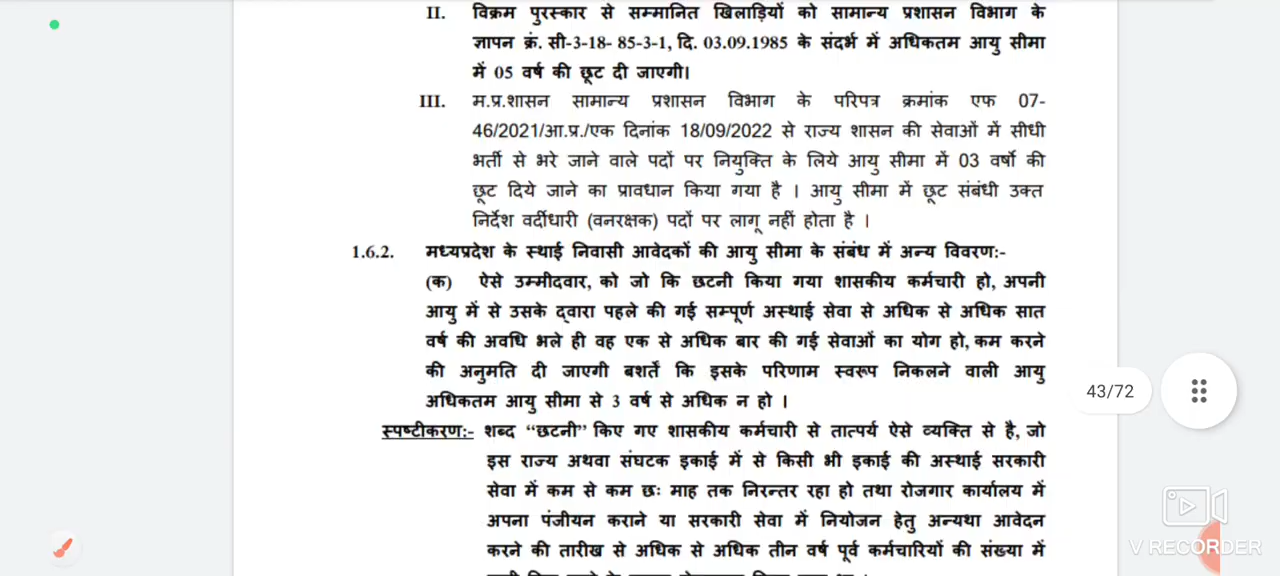 II. विक्रम पुरस्कार से सम्मानित खिलाड़ियों को सामान्य प्रशासन विभाग के
ज्ञापन क्रं. सी-3-18- 85-3-1, दि. 03.09.1985 के संदर्भ में अधिकतम आयु सीमा
में 05 वर्ष की छूट दी जाएगी।
III. म.प्र.शासन सामान्य प्रशासन विभाग के परिपत्र क्रमांक एफ 07-
46/2021/आ.प्र./एक दिनांक 18/09/2022 से राज्य शासन की सेवाओं में सीधी
भर्ती से भरे जाने वाले पदों पर नियुक्ति के लिये आयु सीमा में 03 वर्षो की
छूट दिये जाने का प्रावधान किया गया है । आयु सीमा में छूट संबंधी उक्त
निर्देश वर्दीधारी (वनरक्षक) पदों पर लागू नहीं होता है ।
1.6.2. मध्यप्रदेश के स्थाई निवासी आवेदकों की आयु सीमा के संबंध में अन्य विवरण:-
(क) ऐसे उम्मीदवार, को जो कि छटनी किया गया शासकीय कर्मचारी हो, अपनी
आयु में से उसके द्वारा पहले की गई सम्पूर्ण अस्थाई सेवा से अधिक से अधिक सात
वर्ष की अवधि भले ही वह एक से अधिक बार की गई सेवाओं का योग हो, कम करने
की अनुमति दी जाएगी बशर्तें कि इसके परिणाम स्वरूप निकलने वाली आयु
अधिकतम आयु सीमा से 3 वर्ष से अधिक न हो ।
43/72
स्पष्टीकरण:- शब्द “छटनी” किए गए शासकीय कर्मचारी से तात्पर्य ऐसे व्यक्ति से है, जो
इस राज्य अथवा संघटक इकाई में से किसी भी इकाई की अस्थाई सरकारी
सेवा में कम से कम छः माह तक निरन्तर रहा हो तथा रोजगार कार्यालय में
अपना पंजीयन कराने या सरकारी सेवा में नियोजन हेतु अन्यथा आवेदन
करने की तारीख से अधिक से अधिक तीन वर्ष पूर्व कर्मचारियों की संख्या में
V RECORDER